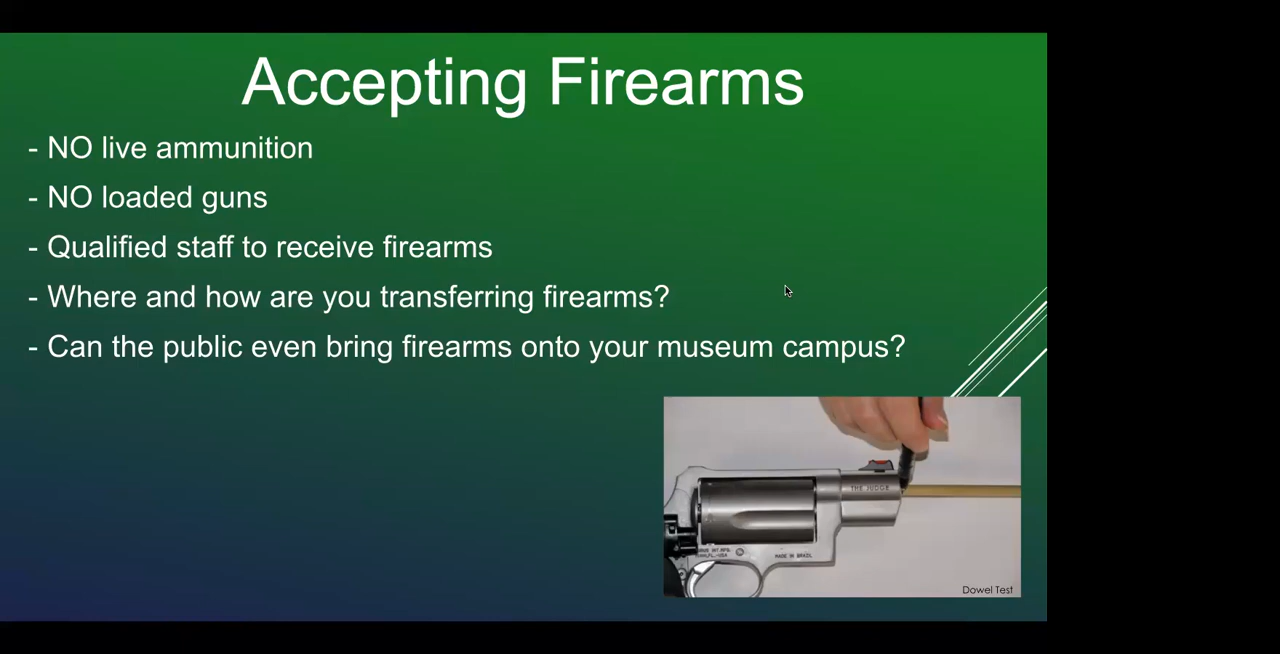 Accepting Firearms
- NO live ammunition
- NO loaded guns
- Qualified staff to receive firearms
- Where and how are you transferring firearms?
- Can the public even bring firearms onto your museum campus?
THE JUDGE
MADE IN BRAZIL
Dowel Test